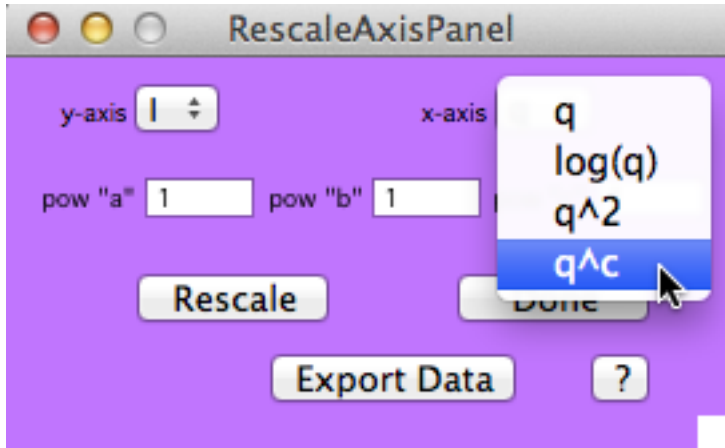 RescaleAxisPanel
y-axis I x-axis
q
log(q)
q^2
q^c
pow "a" 1 pow "b" 1
Rescale Done
Export Data ?